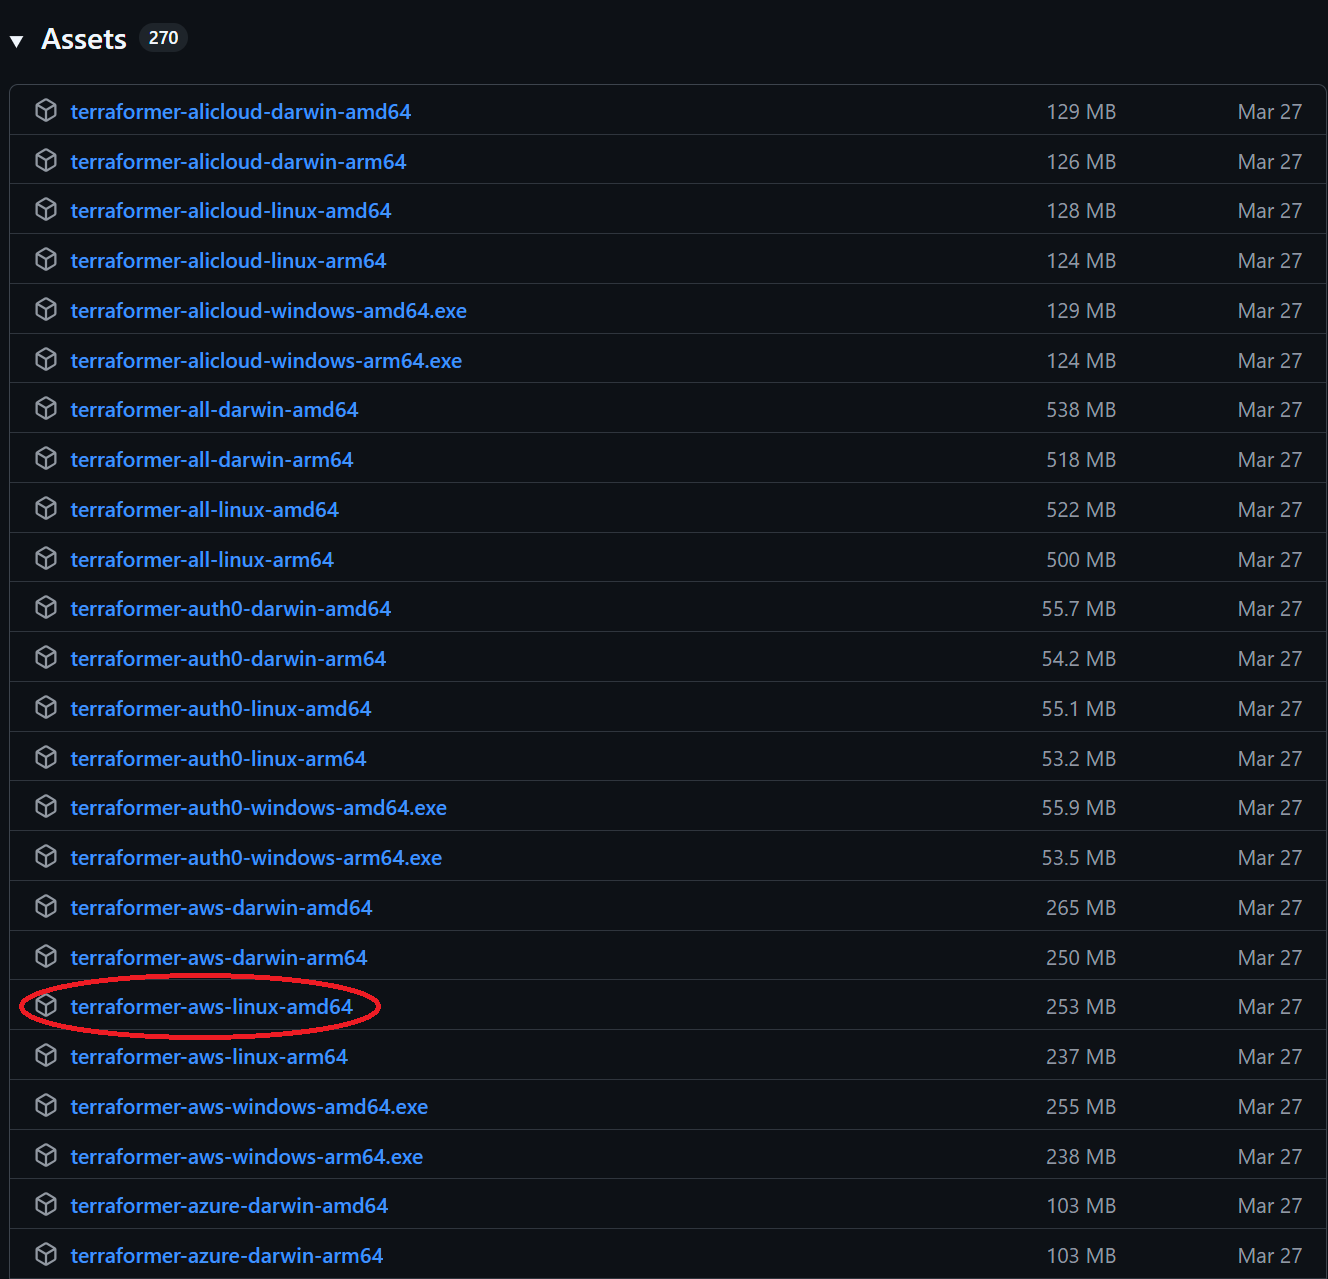 Assets 270
terraformer-alicloud-darwin-amd64 129 MB Mar 27
terraformer-alicloud-darwin-arm64 126 MB Mar 27
terraformer-alicloud-linux-amd64 128 MB Mar 27
terraformer-alicloud-linux-arm64 124 MB Mar 27
terraformer-alicloud-windows-amd64.exe 129 MB Mar 27
terraformer-alicloud-windows-arm64.exe 124 MB Mar 27
terraformer-all-darwin-amd64 538 MB Mar 27
terraformer-all-darwin-arm64 518 MB Mar 27
terraformer-all-linux-amd64 522 MB Mar 27
terraformer-all-linux-arm64 500 MB Mar 27
terraformer-auth0-darwin-amd64 55.7 MB Mar 27
terraformer-auth0-darwin-arm64 54.2 MB Mar 27
terraformer-auth0-linux-amd64 55.1 MB Mar 27
terraformer-auth0-linux-arm64 53.2 MB Mar 27
terraformer-auth0-windows-amd64.exe 55.9 MB Mar 27
terraformer-auth0-windows-arm64.exe 53.5 MB Mar 27
terraformer-aws-darwin-amd64 265 MB Mar 27
terraformer-aws-darwin-arm64 250 MB Mar 27
terraformer-aws-linux-amd64 253 MB Mar 27
terraformer-aws-linux-arm64 237 MB Mar 27
terraformer-aws-windows-amd64.exe 255 MB Mar 27
terraformer-aws-windows-arm64.exe 238 MB Mar 27
terraformer-azure-darwin-amd64 103 MB Mar 27
terraformer-azure-darwin-arm64 103 MB Mar 27